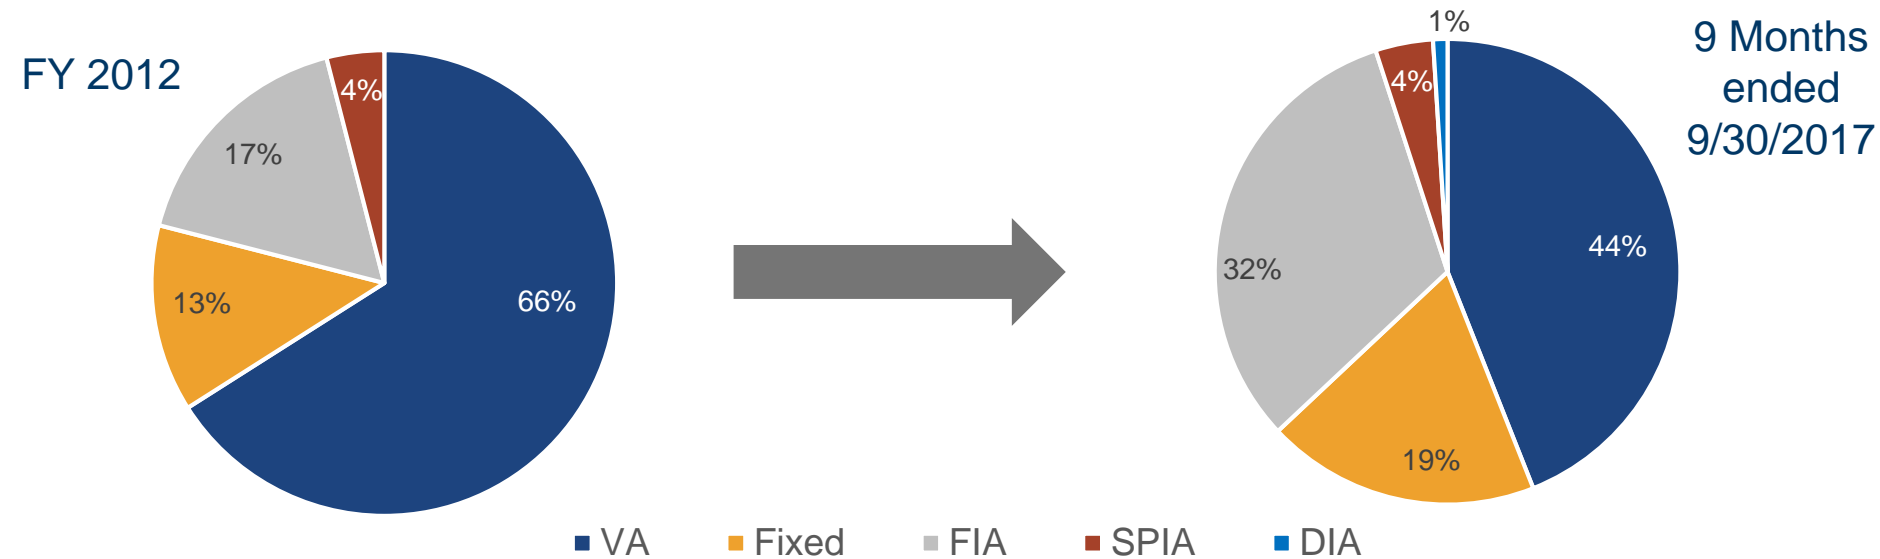 FY 2012
4%
17%
13%
66%
1%
9 Months
ended
9/30/2017
4%
44%
32%
19%
VA
Fixed
FIA
SPIA
DIA